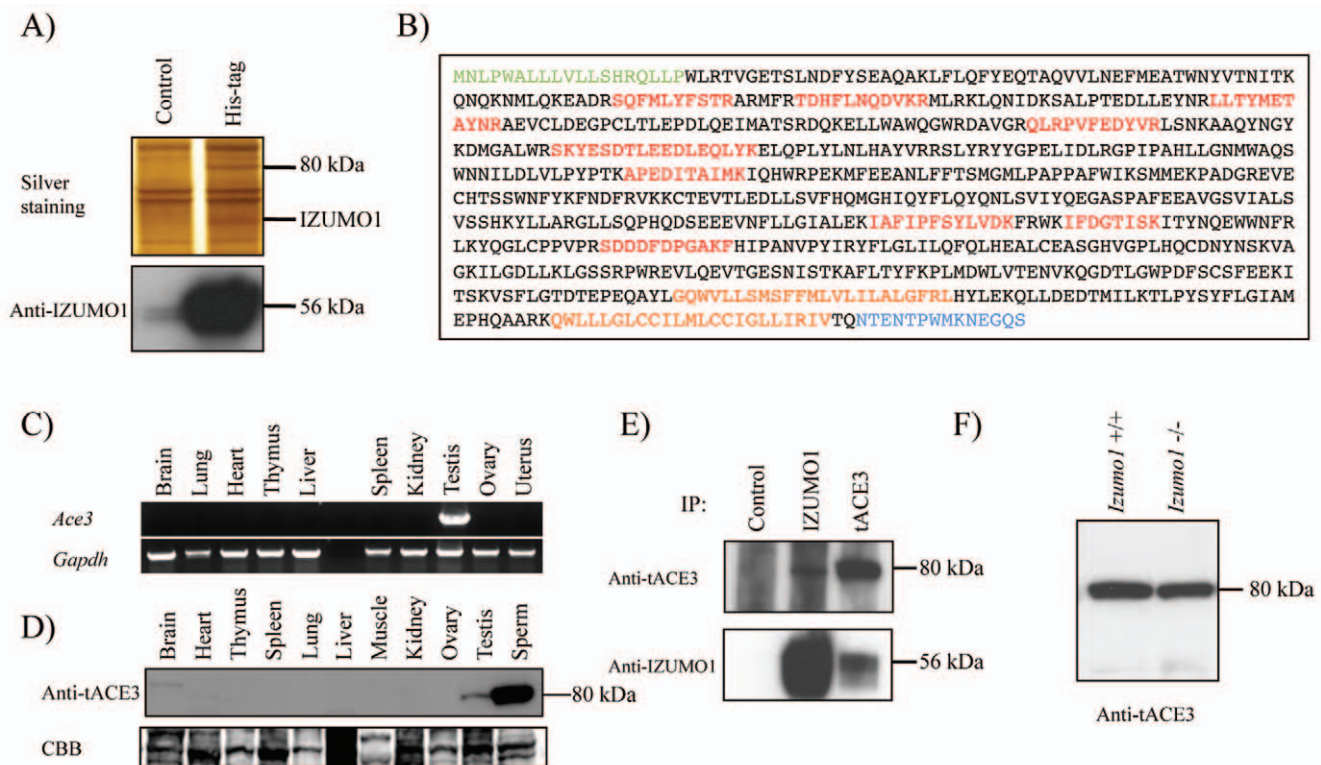 A)
Control
His-tag
Silver
staining
80 kDa
IZUMO1
Anti-IZUMO1
56 kDa
B)
MNLPWALLLVLLSHRQLLPWLRTVGETSLNDFYSEAQAKLFLQFYEQTAQVVLNEFMEATWNYVTNITK
QNQKNMLQKEADRSQFMLYFSTRARMFRTDHFLNQDVKRMLRKLQNIDKSALPTEDLLEYNRLLTYMET
AYNRAEVCLDEGPCLTLEPDLQEIMATSRDQKELLWAWQGWRDAVGRQLRPVFEDYVRLSNKAAQYNGY
KDMGALWRSKYESDTLEEDLEQLYKELQPLYLNLHAYVRRSLYRYYGPELIDLRGPIPAHLLGNMWAQS
WNNILDLVLPYPTKAPEDITAIMKIQHWRPEKMFEEANLFFTSMGMLPAPPAFWIKSMMEKPADGREVE
CHTSSWNFYKFNDFRVKKCTEVTLEDLLSVFHQMGHIQYFLQYQNLSVIFQEGASPAFEEAVGSVIALS
VSSHKYLLARGLLSQPHQDSEEEVNFLLGIALEKIAFIPFSYLVDKFRWKIFDGTISKITYNQEWWNFR
LKYQGLCPPVPRSDDDFDPGAKFHIPANVPYIRYFLGLILQFQLHEALCEASGHVGPLHQCDNYNSKVA
GKILGDLLKLGSSRPWREVLQEVTGESNISTKAFLTYFKPLMDWLVTENVKQGDTLGWPDFSCSFEEKI
TSKVSFLGTDTEPEQAYLGQWVLLSMSFFMLVLILALGFRLHYLEKQLLDEDTMILKTLPYSYFLGIAM
EPHQAARKQWLLLGLCCILMLCCIGLLIRIVTQNTENTPWMKNEGQS
C)
Brain
Lung
Heart
Thymus
Liver
Spleen
Kidney
Testis
Ovary
Uterus
Ace3
Gapdh
D)
Brain
Heart
Thymus
Spleen
Lung
Liver
Muscle
Kidney
Ovary
Testis
Sperm
Anti-tACE3
80 kDa
CBB
E)
IP:
Control
IZUMO1
tACE3
Anti-tACE3
80 kDa
Anti-IZUMO1
56 kDa
F)
Izumo1 +/+
Izumo1 -/-
80 kDa
Anti-tACE3